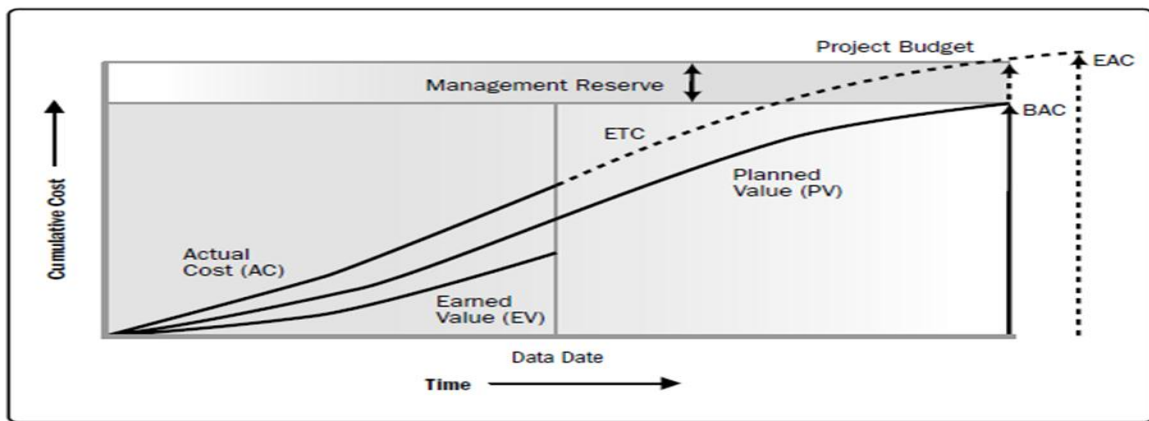 Project Budget
EAC
Management Reserve
BAC
ETC
Cumulative Cost
Planned
Value (PV)
Actual
Cost (AC)
Earned
Value (EV)
Data Date
Time